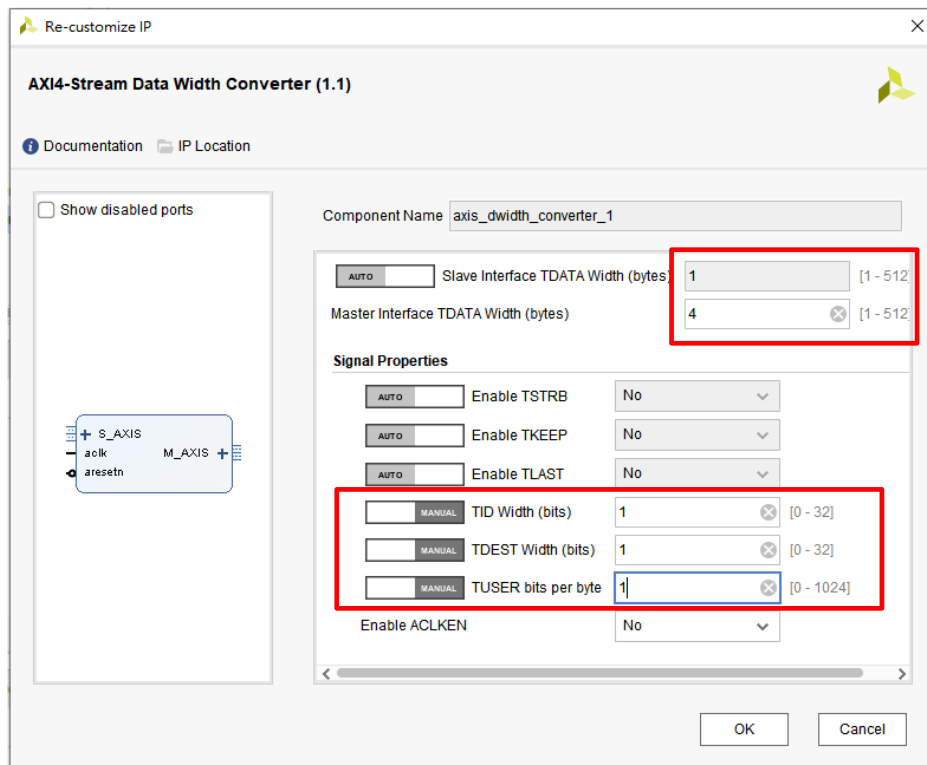 Re-customize IP
AXI4-Stream Data Width Converter (1.1)
Documentation IP Location
Show disabled ports
S_AXIS
aclk M_AXIS
aresetn
Component Name axis_dwidth_converter_1
AUTO Slave Interface TDATA Width (bytes) 1 [1 - 512]
Master Interface TDATA Width (bytes) 4 [1 - 512]
Signal Properties
AUTO Enable TSTRB No
AUTO Enable TKEEP No
AUTO Enable TLAST No
MANUAL TID Width (bits) 1 [0 - 32]
MANUAL TDEST Width (bits) 1 [0 - 32]
MANUAL TUSER bits per byte 1 [0 - 1024]
Enable ACLKEN No
OK Cancel